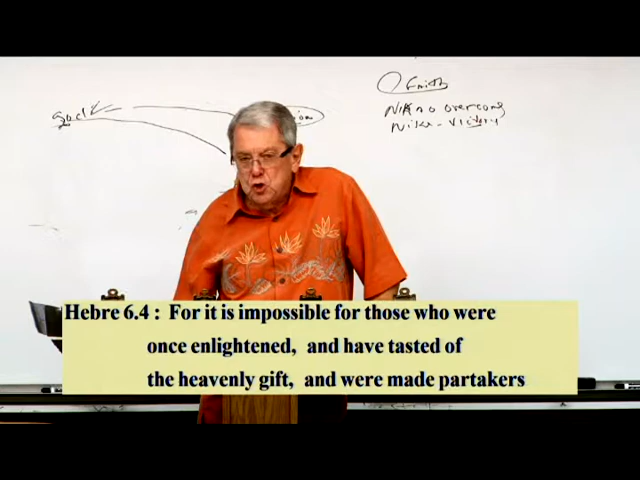 God
Faith
Nikao overcome
Nike - Victory
Hebre 6.4 : For it is impossible for those who were
once enlightened, and have tasted of
the heavenly gift, and were made partakers